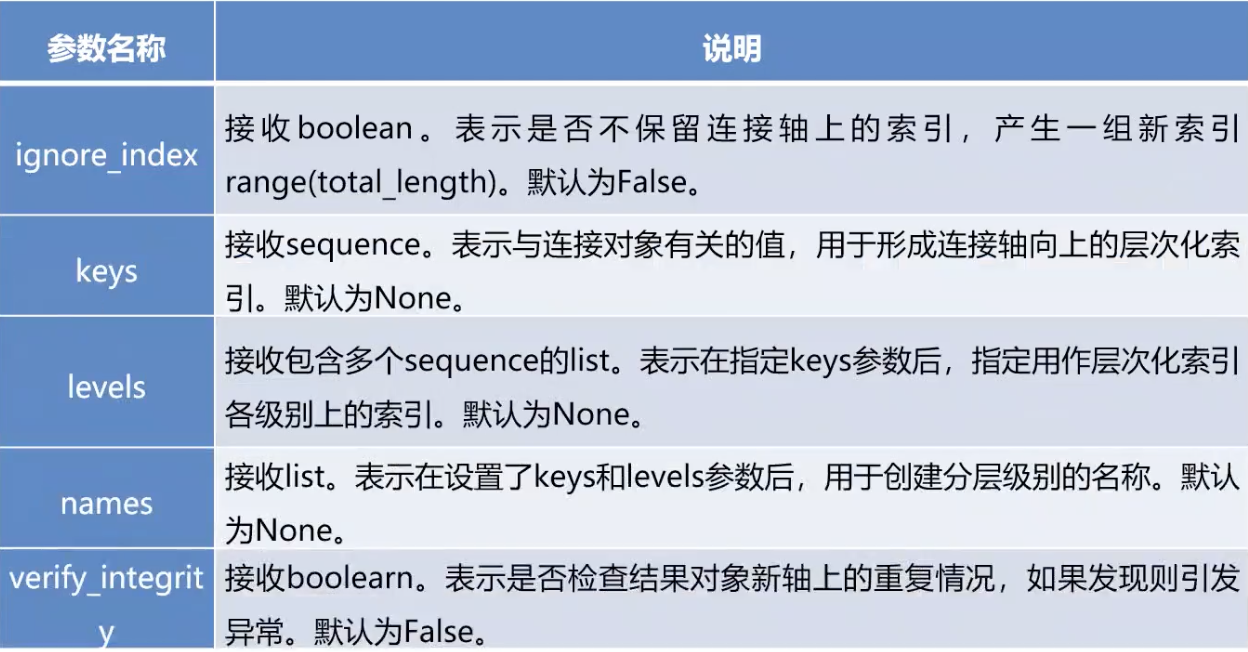 参数名称
说明
ignore_index
接收boolean。表示是否不保留连接轴上的索引，产生一组新索引
range(total_length)。默认为False。
keys
接收sequence。表示与连接对象有关的值，用于形成连接轴向上的层次化索
引。默认为None。
levels
接收包含多个sequence的list。表示在指定keys参数后，指定用作层次化索引
各级别上的索引。默认为None。
names
接收list。表示在设置了keys和levels参数后，用于创建分层级别的名称。默认
为None。
verify_integrit
y
接收boolearn。表示是否检查结果对象新轴上的重复情况，如果发现则引发
异常。默认为False。